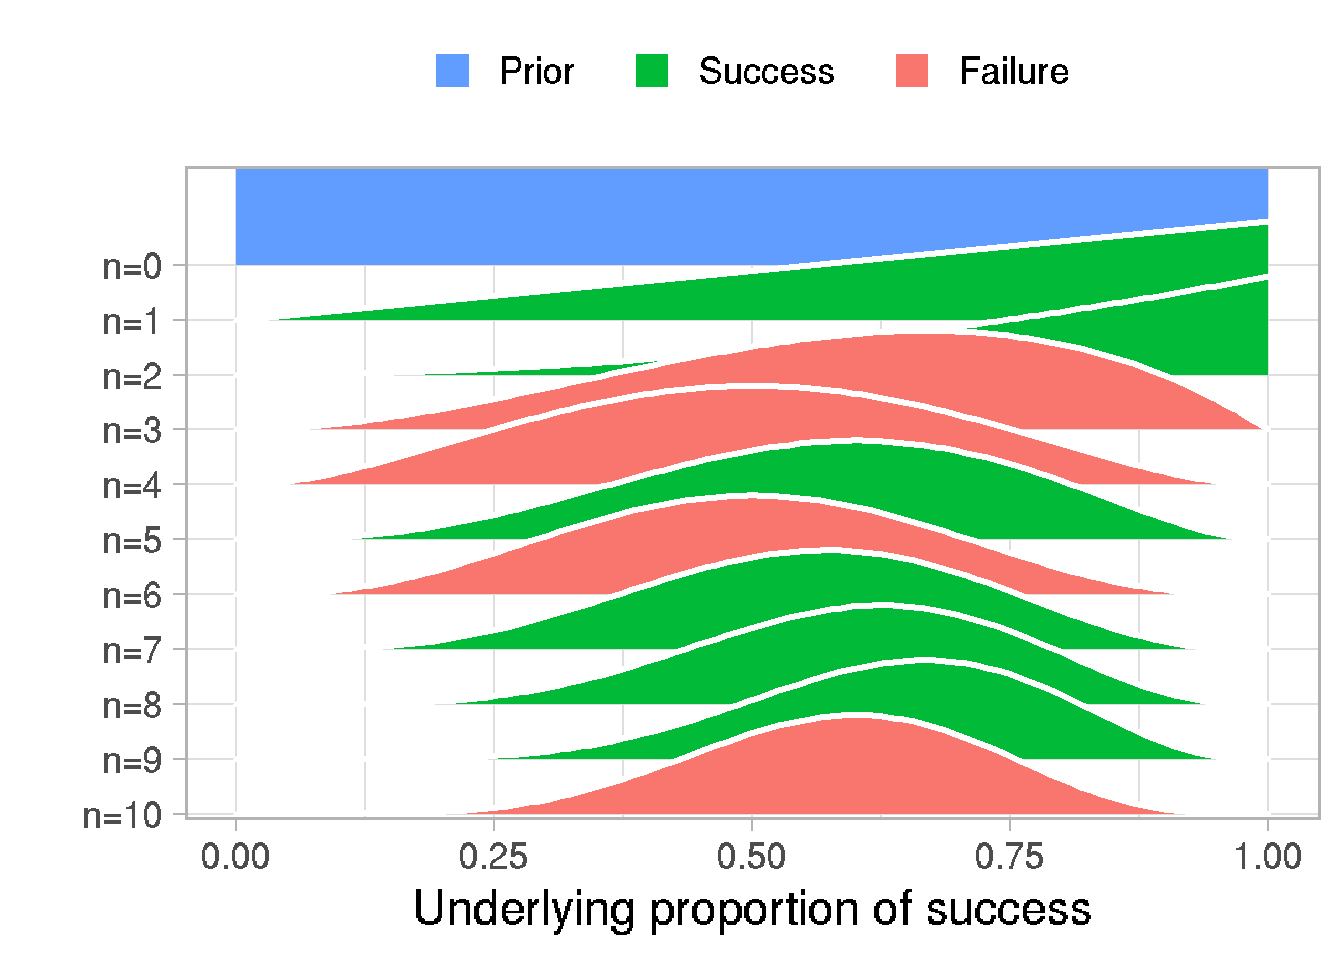 Prior Success Failure
n=0
n=1
n=2
n=3
n=4
n=5
n=6
n=7
n=8
n=9
n=10
0.00 0.25 0.50 0.75 1.00
Underlying proportion of success